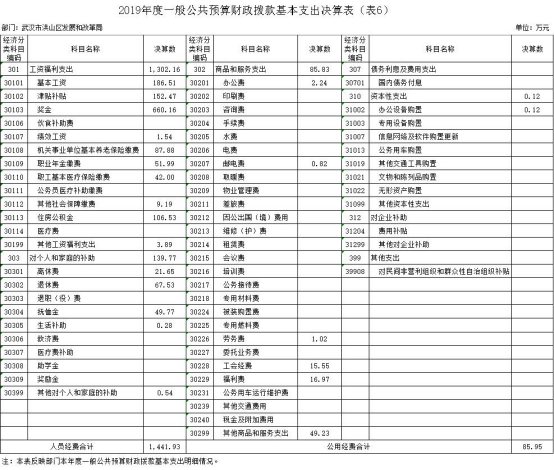 2019年度一般公共预算财政拨款基本支出决算表（表6）
部门：武汉市洪山区发展和改革局 单位：万元
经济分类科目编码 科目名称 决算数 经济分类科目编码 科目名称 决算数 经济分类科目编码 科目名称 决算数
301 工资福利支出 1,302.16 302 商品和服务支出 85.83 307 债务利息及费用支出
30101 基本工资 186.51 30201 办公费 2.24 30701 国内债务付息
30102 津贴补贴 152.47 30202 印刷费 310 资本性支出 0.12
30103 奖金 660.16 30203 咨询费 31002 办公设备购置 0.12
30106 伙食补助费 30204 手续费 31003 专用设备购置
30107 绩效工资 1.54 30205 水费 31007 信息网络及软件购置更新
30108 机关事业单位基本养老保险缴费 87.88 30206 电费 31013 公务用车购置
30109 职业年金缴费 51.99 30207 邮电费 0.82 31019 其他交通工具购置
30110 职工基本医疗保险缴费 42.00 30208 取暖费 31021 文物和陈列品购置
30111 公务员医疗补助缴费 30209 物业管理费 31022 无形资产购置
30112 其他社会保障缴费 9.19 30211 差旅费 31099 其他资本性支出
30113 住房公积金 106.53 30212 因公出国（境）费用 312 对企业补助
30114 医疗费 30213 维修（护）费 31204 费用补贴
30199 其他工资福利支出 3.89 30214 租赁费 31299 其他对企业补助
303 对个人和家庭的补助 139.77 30215 会议费 399 其他支出
30301 离休费 21.65 30216 培训费 39908 对民间非营利组织和群众性自治组织补贴
30302 退休费 67.53 30217 公务接待费
30303 退职（役）费 30218 专用材料费
30304 抚恤金 49.77 30224 被装购置费
30305 生活补助 0.28 30225 专用燃料费
30306 救济费 30226 劳务费 1.02
30307 医疗费补助 30227 委托业务费
30308 助学金 30228 工会经费 15.55
30309 奖励金 30229 福利费 16.97
30399 其他对个人和家庭的补助 0.54 30231 公务用车运行维护费
30239 其他交通费用
30240 税金及附加费用
30299 其他商品和服务支出 49.23
人员经费合计 1,441.93 公用经费合计 85.95
注：本表反映部门本年度一般公共预算财政拨款基本支出明细情况。